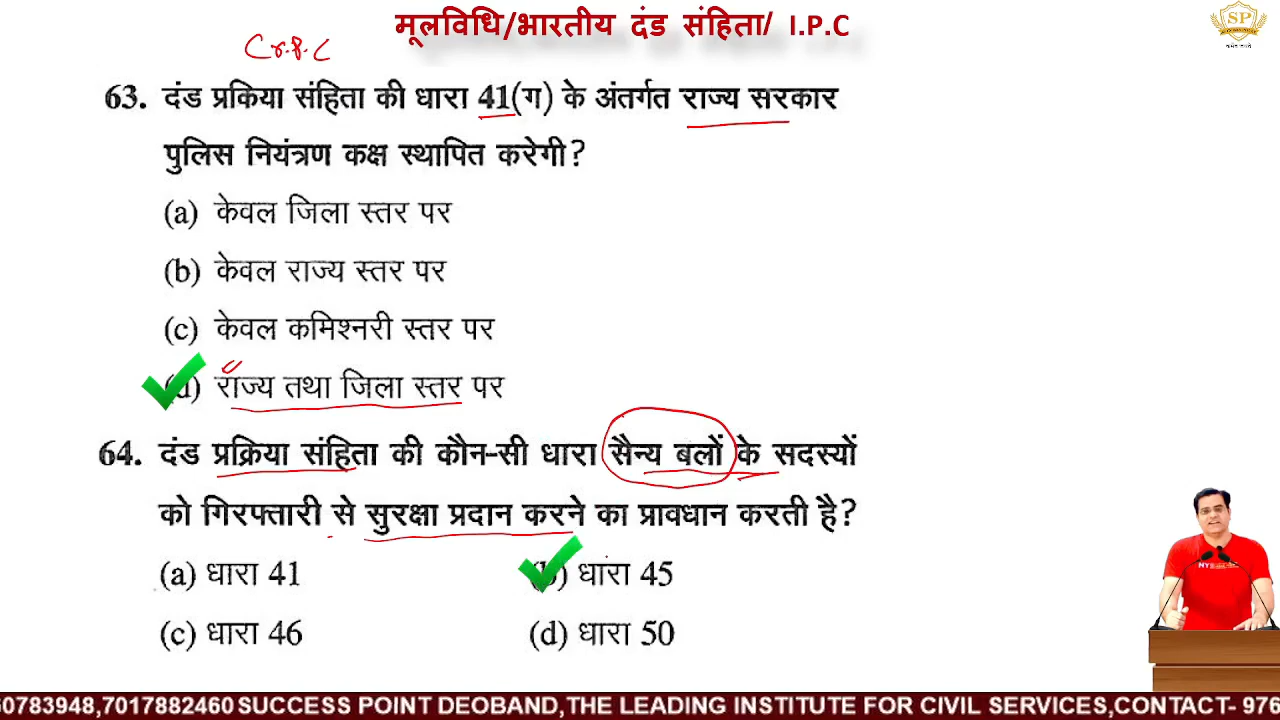 मूलविधि/भारतीय दंड संहिता/ I.P.C
Cr.P.C
63. दंड प्रकिया संहिता की धारा 41(ग) के अंतर्गत राज्य सरकार
पुलिस नियंत्रण कक्ष स्थापित करेगी?
(a) केवल जिला स्तर पर
(b) केवल राज्य स्तर पर
(c) केवल कमिश्नरी स्तर पर
(d) राज्य तथा जिला स्तर पर
64. दंड प्रक्रिया संहिता की कौन-सी धारा सैन्य बलों के सदस्यों
को गिरफ्तारी से सुरक्षा प्रदान करने का प्रावधान करती है?
(a) धारा 41 (b) धारा 45
(c) धारा 46 (d) धारा 50
SP
60783948,7017882460 SUCCESS POINT DEOBAND,THE LEADING INSTITUTE FOR CIVIL SERVICES,CONTACT- 976